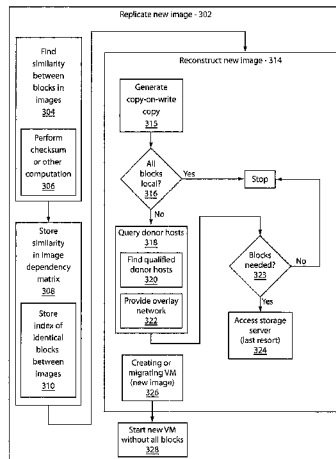 Replicate new image - 302
Find
similarity
between
blocks in
images
304
Perform
checksum
or other
computation
306
Store
similarity
in image
dependency
matrix
308
Store
index of
identical
blocks
between
images
310
Reconstruct new image - 314
Generate
copy-on-write
copy
315
All
blocks
local?
316
Yes
Stop
No
Query donor hosts
318
Find qualified
donor hosts
320
Provide overlay
network
322
Blocks
needed?
323
No
Yes
Access storage
server
(last resort)
324
Creating or
migrating VM
(new image)
326
Start new VM
without all blocks
328